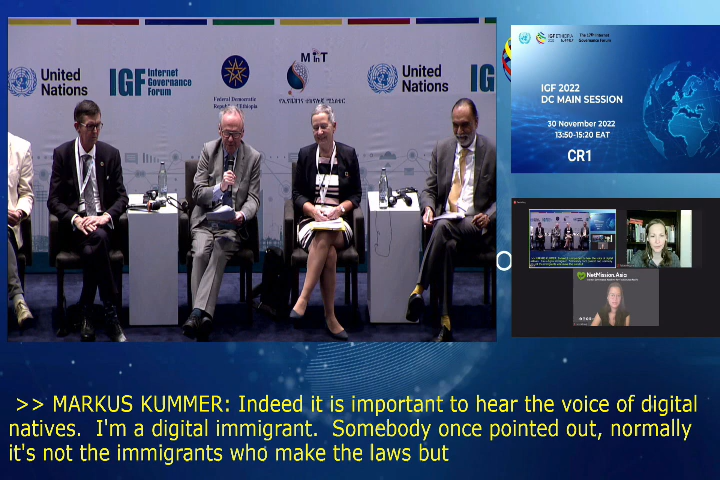 United
Nations
IGF Internet
Governance
Forum
Federal Democratic
Republic of Ethiopia
M in T
United
Nations
IG
IGF 2022
DC MAIN SESSION
30 November 2022
13:50-15:20 EAT
CR1
NetMission.Asia
>> MARKUS KUMMER: Indeed it is important to hear the voice of digital
natives.  I'm a digital immigrant.  Somebody once pointed out, normally
it's not the immigrants who make the laws but